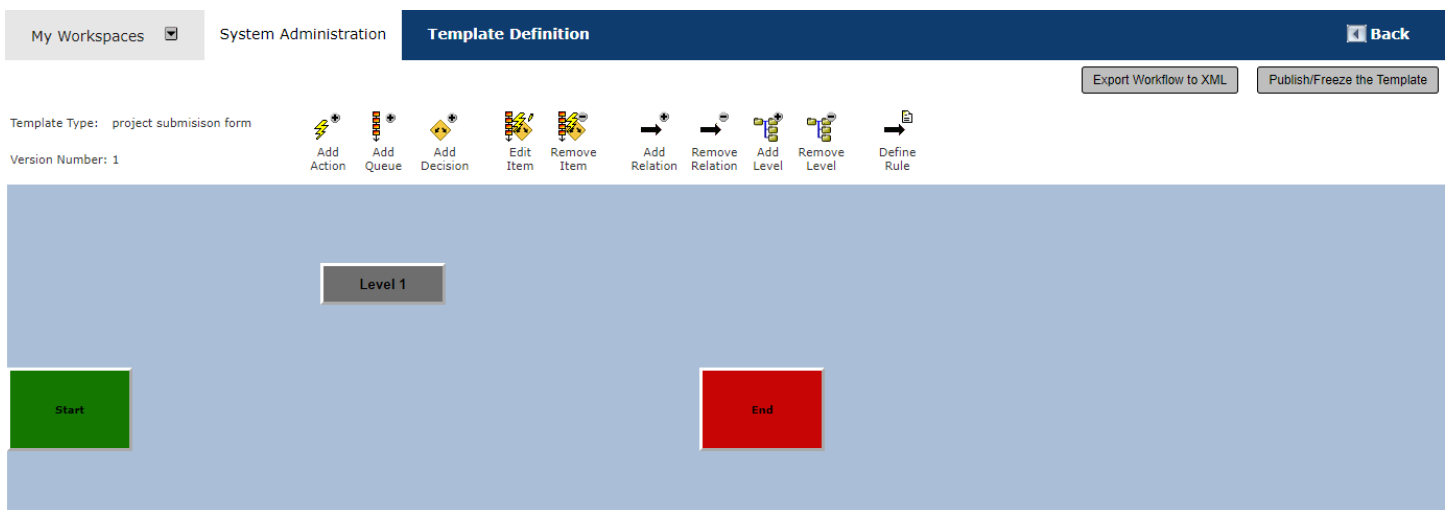 My Workspaces System Administration Template Definition Back
Export Workflow to XML Publish/Freeze the Template
Template Type: project submisison form
Version Number: 1
Add Action
Add Queue
Add Decision
Edit Item
Remove Item
Add Relation
Remove Relation
Add Level
Remove Level
Define Rule
Level 1
Start End